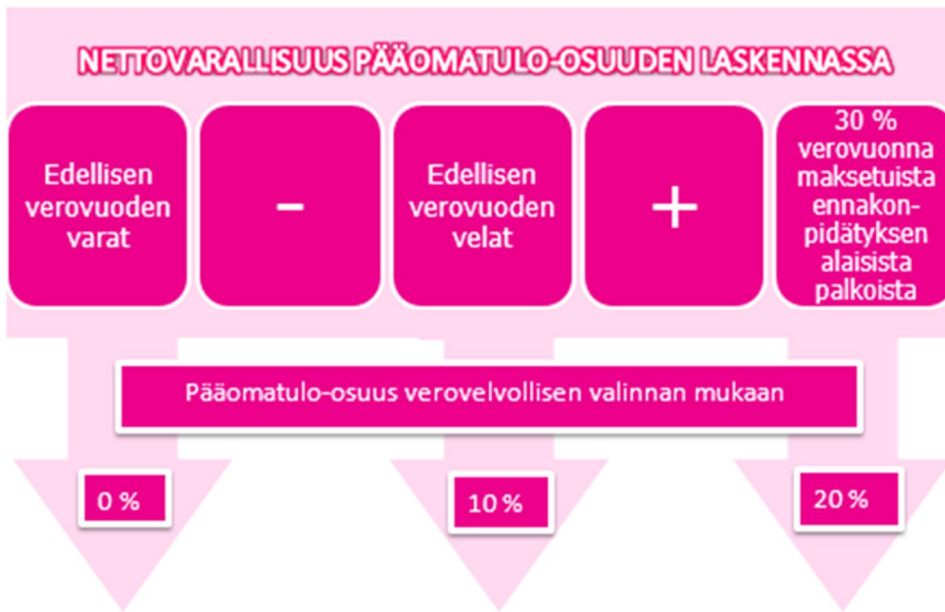 NETTOVARALLISUUS PÄÄOMATULO-OSUUDEN LASKENNASSA
Edellisen
verovuoden
varat
-
Edellisen
verovuoden
velat
+
30 %
verovuonna
maksetuista
ennakon-
pidätyksen
alaisista
palkoista
Pääomatulo-osuus verovelvollisen valinnan mukaan
0 %
10 %
20 %